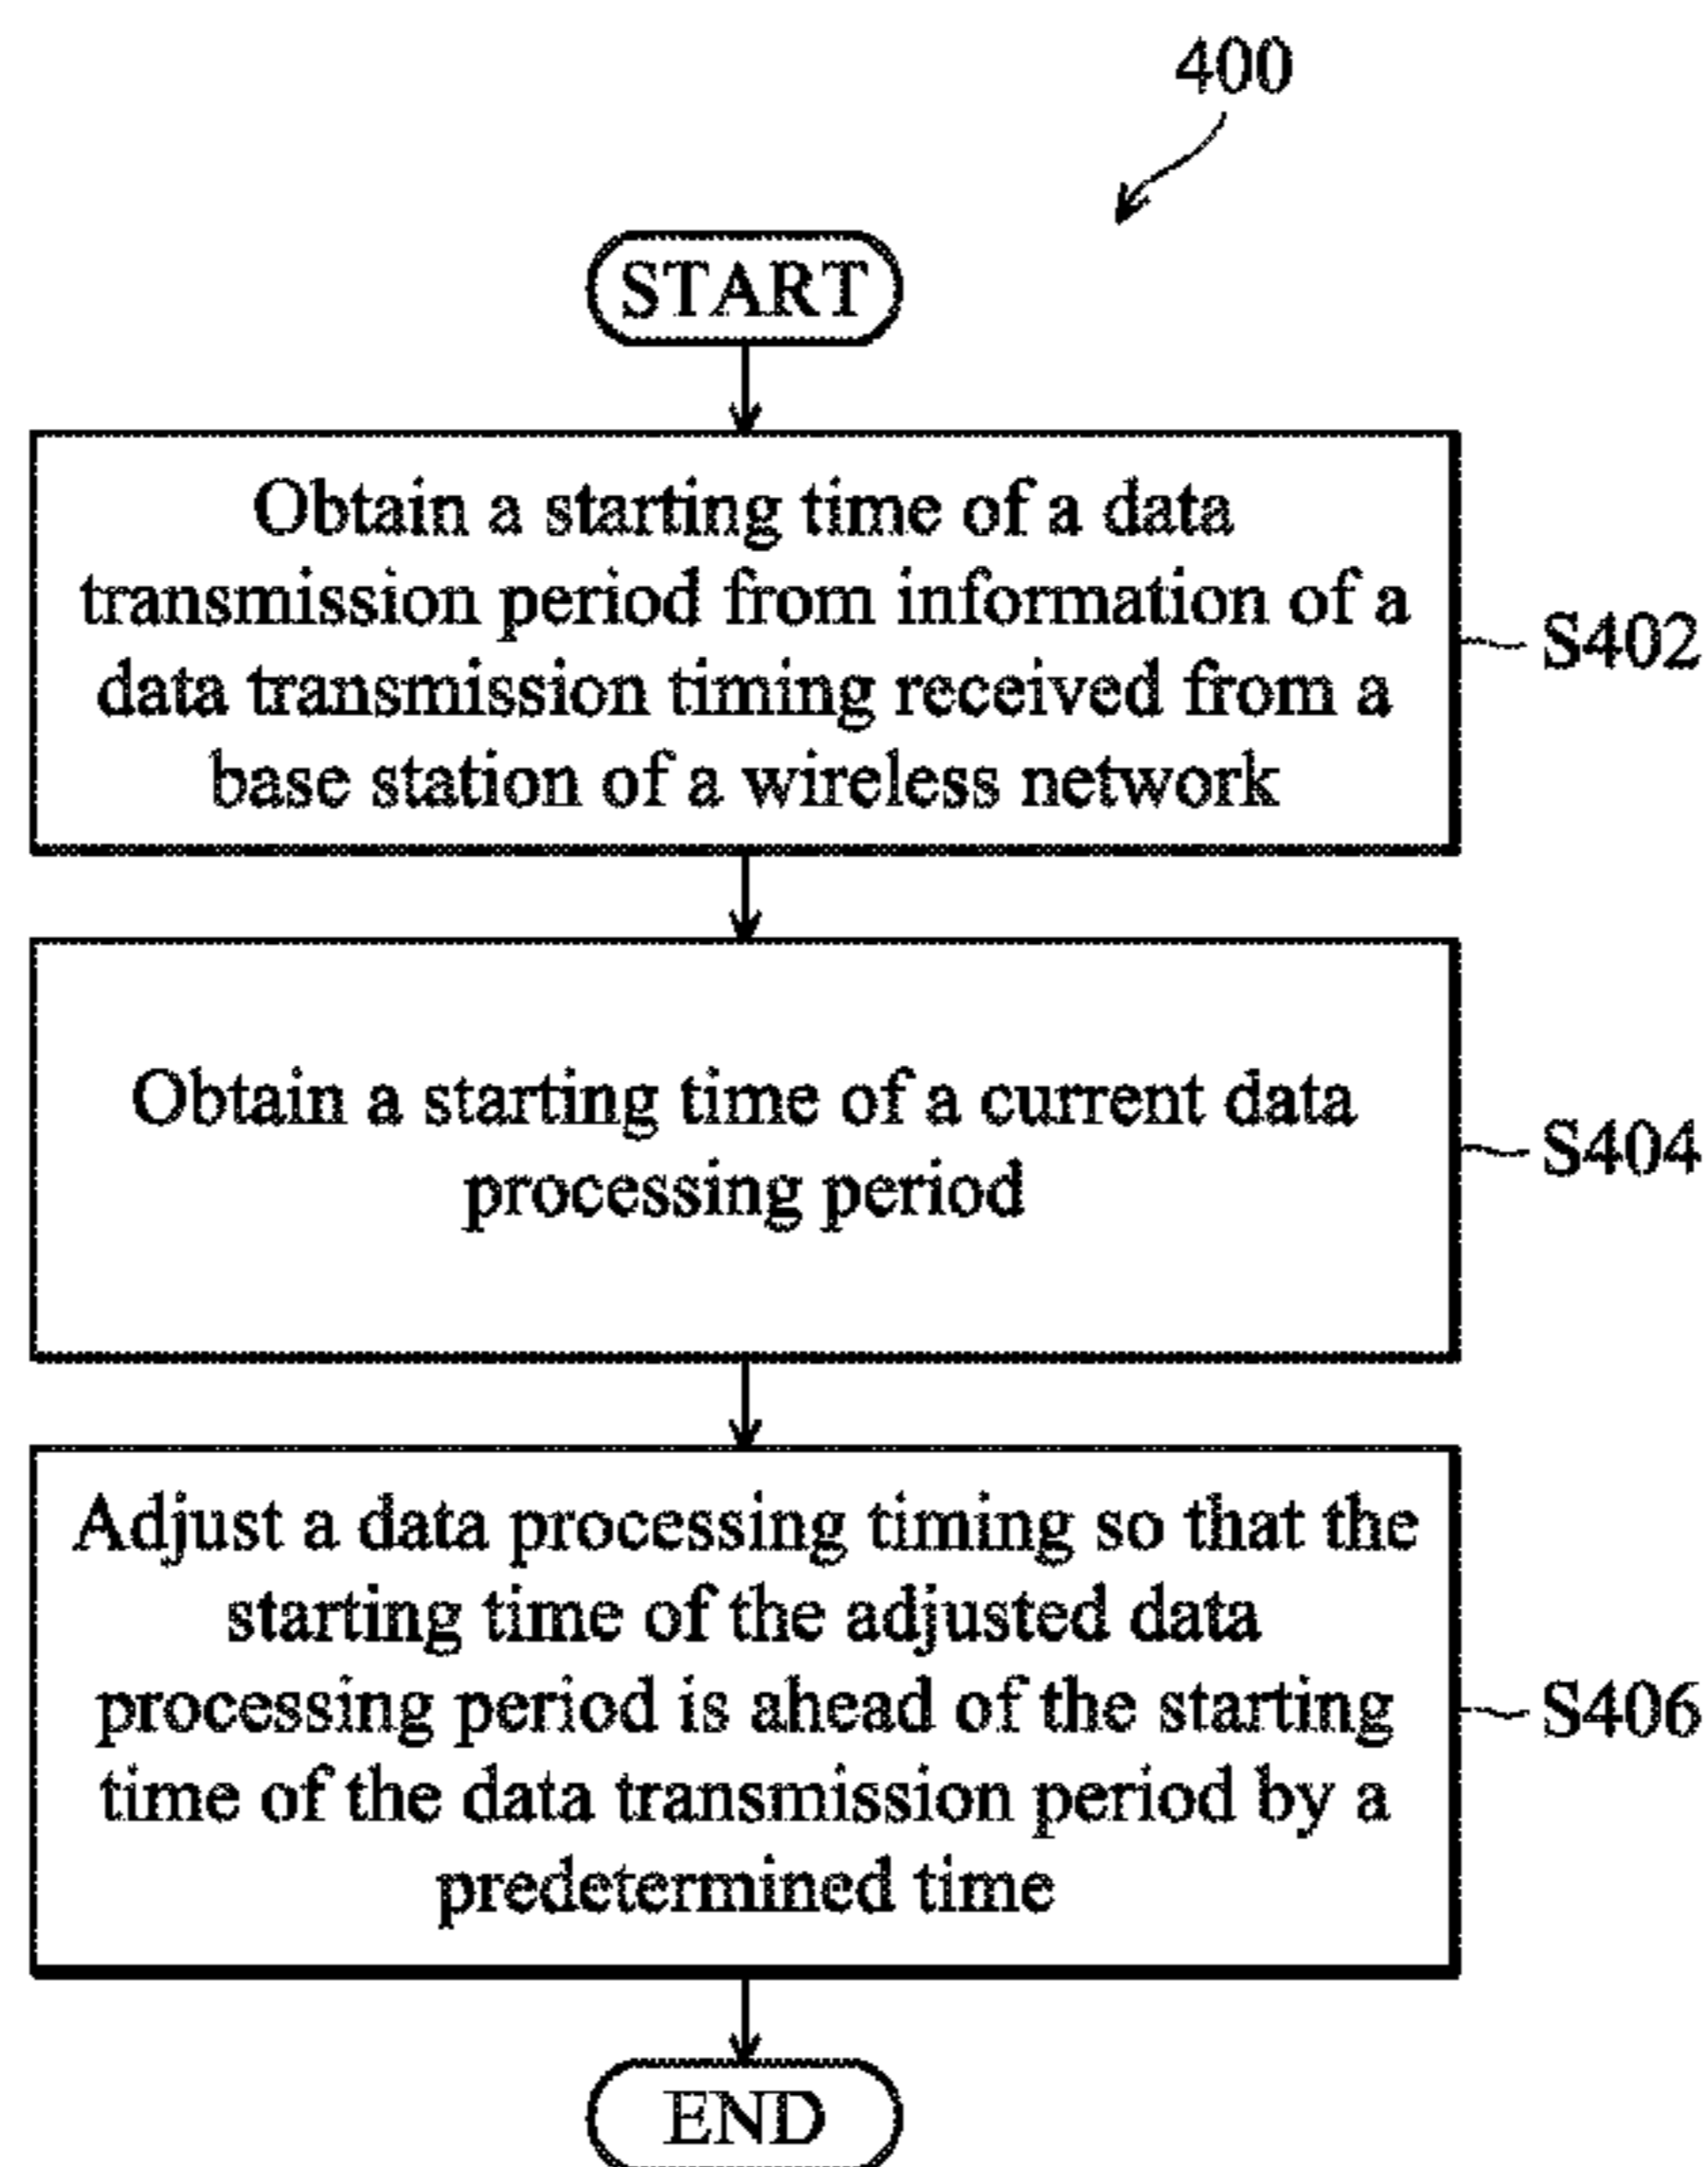 400
START
Obtain a starting time of a data
transmission period from information of a
data transmission timing received from a
base station of a wireless network
S402
Obtain a starting time of a current data
processing period
S404
Adjust a data processing timing so that the
starting time of the adjusted data
processing period is ahead of the starting
time of the data transmission period by a
predetermined time
S406
END